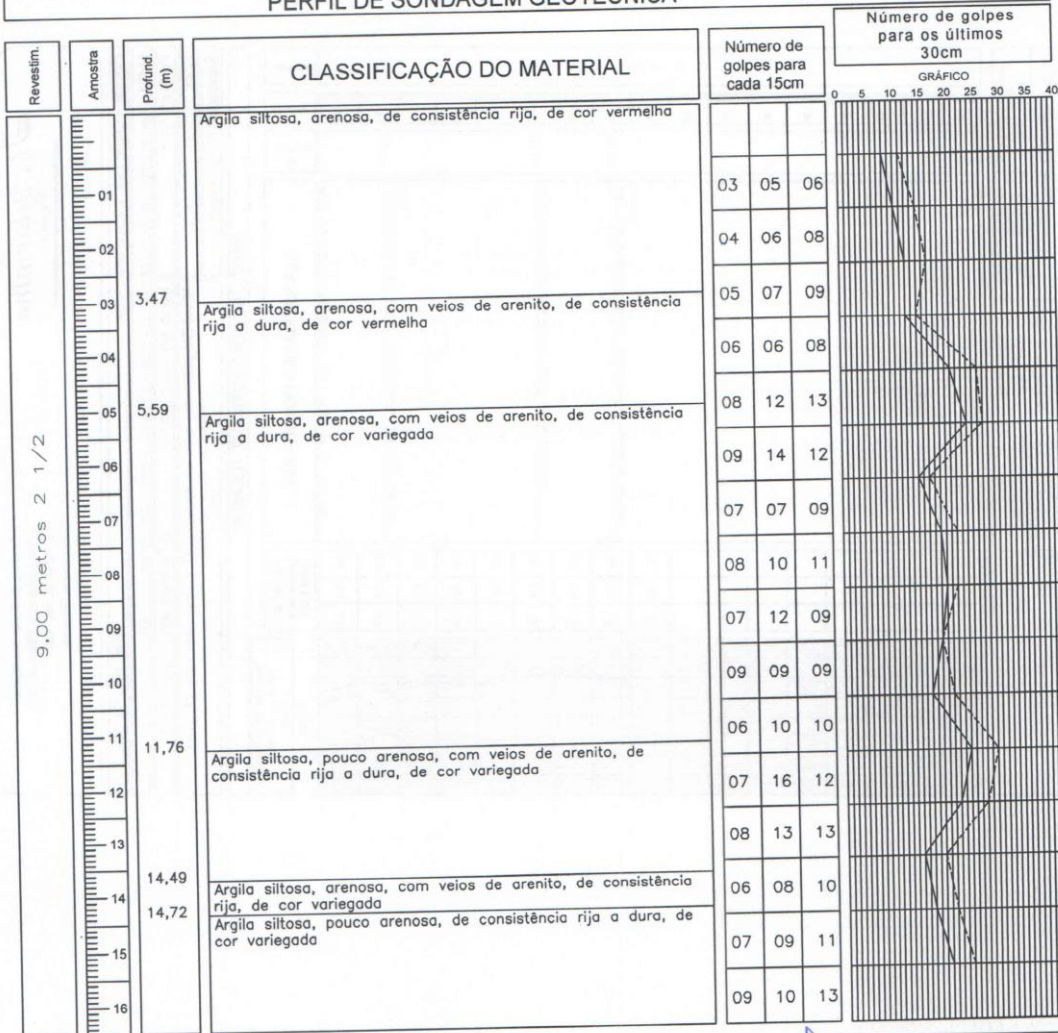 PERFIL DE SONDAGEM GEOTÉCNICA
Revestim.
Amostra
Profund.
(m)
CLASSIFICAÇÃO DO MATERIAL
Número de
golpes para
cada 15cm
Número de golpes
para os últimos
30cm
GRÁFICO
0 5 10 15 20 25 30 35 40
9,00 metros 2 1/2
Argila siltosa, arenosa, de consistência rija, de cor vermelha
01 03 05 06
02 04 06 08
03 3,47 05 07 09
Argila siltosa, arenosa, com veios de arenito, de consistência
rija a dura, de cor vermelha
04 06 06 08
05 5,59 08 12 13
Argila siltosa, arenosa, com veios de arenito, de consistência
rija a dura, de cor variegada
06 09 14 12
07 07 07 09
08 08 10 11
09 07 12 09
10 09 09 09
11 11,76 06 10 10
Argila siltosa, pouco arenosa, com veios de arenito, de
consistência rija a dura, de cor variegada
12 07 16 12
13 08 13 13
14,49
Argila siltosa, arenosa, com veios de arenito, de consistência
rija, de cor variegada
14 06 08 10
14,72
Argila siltosa, pouco arenosa, de consistência rija a dura, de
cor variegada
15 07 09 11
16 09 10 13